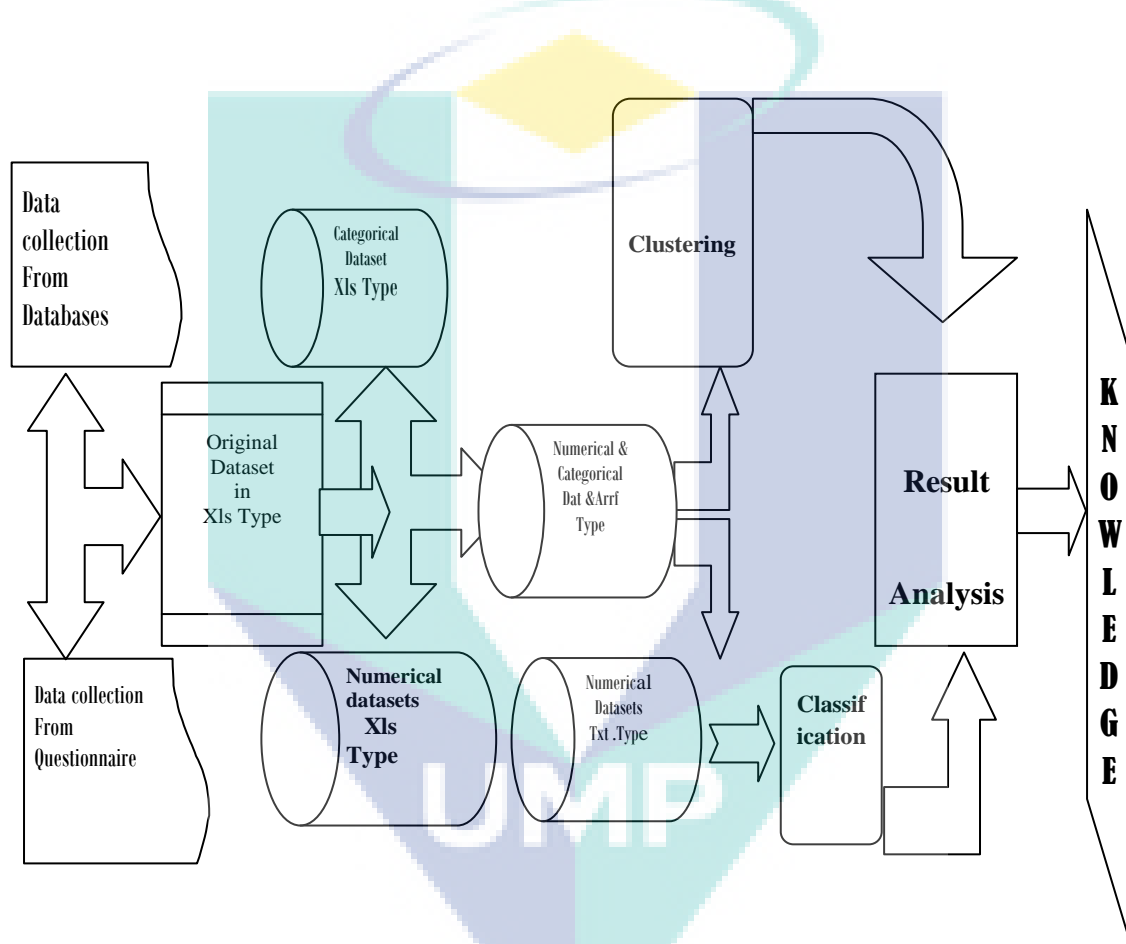 Data
collection
From
Databases
Categorical
Dataset
Xls Type
Clustering
Original
Dataset
in
Xls Type
Numerical &
Categorical
Dat &Arrf
Type
Result
Analysis
K
N
O
W
L
E
D
G
E
Data collection
From
Questionnaire
Numerical
datasets
Xls
Type
Numerical
Datasets
Txt .Type
Classif
ication
UMP